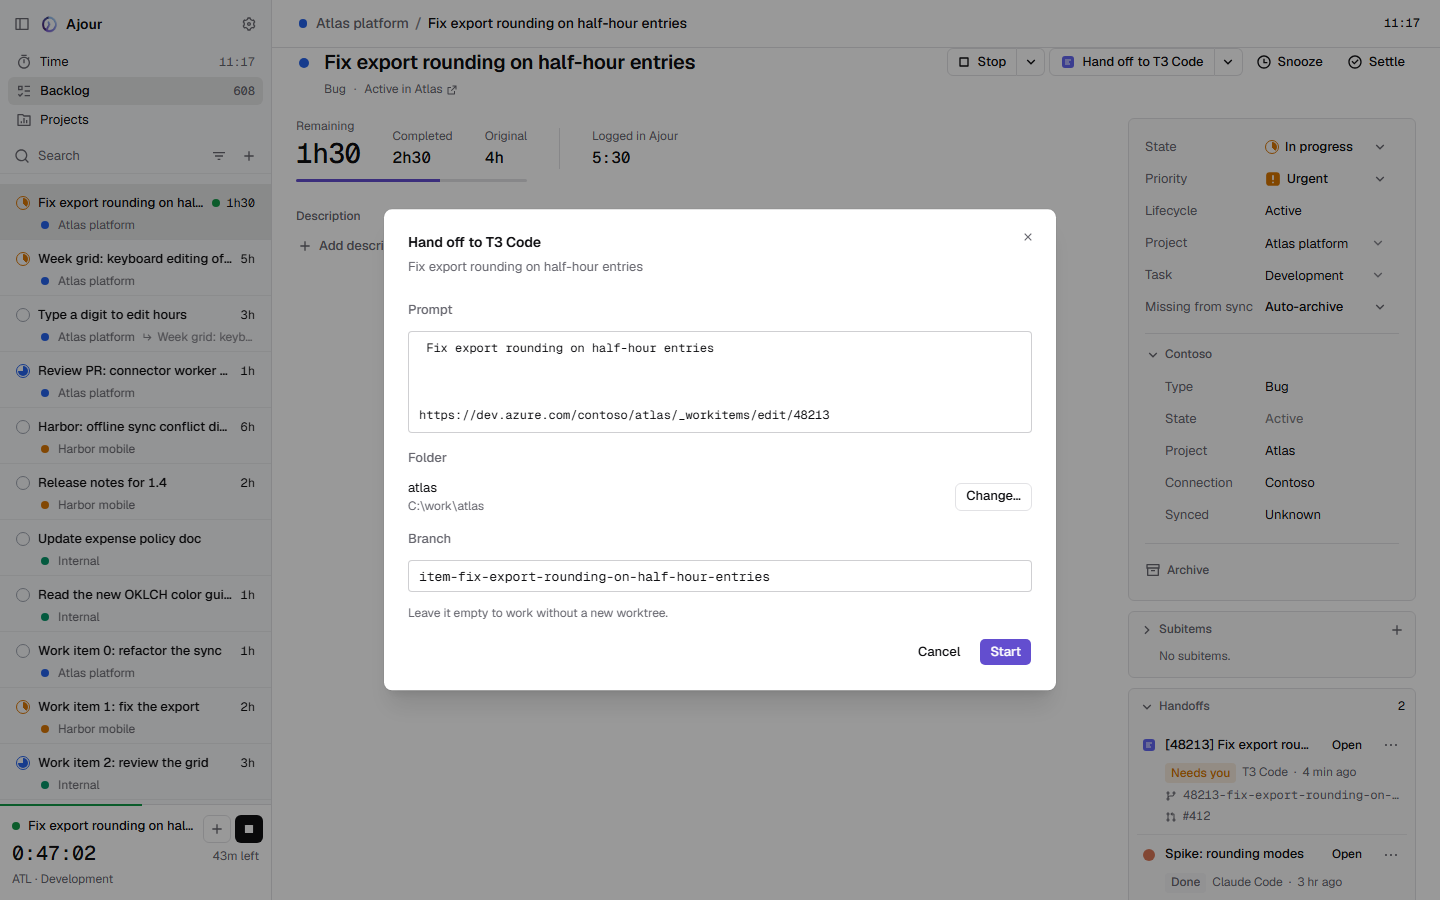 Ajour
Time 11:17
Backlog 608
Projects
Search
Fix export rounding on hal… 1h30
Atlas platform
Week grid: keyboard editing of… 5h
Atlas platform
Type a digit to edit hours 3h
Atlas platform Week grid: keyb…
Review PR: connector worker … 1h
Atlas platform
Harbor: offline sync conflict di… 6h
Harbor mobile
Release notes for 1.4 2h
Harbor mobile
Update expense policy doc
Internal
Read the new OKLCH color gui… 1h
Internal
Work item 0: refactor the sync 1h
Atlas platform
Work item 1: fix the export 2h
Harbor mobile
Work item 2: review the grid 3h
Internal
Fix export rounding on hal…
0:47:02 43m left
ATL · Development
Atlas platform / Fix export rounding on half-hour entries 11:17
Fix export rounding on half-hour entries
Stop Hand off to T3 Code Snooze Settle
Bug · Active in Atlas
Remaining Completed Original Logged in Ajour
1h30 2h30 4h 5:30
Description
Add descri
Hand off to T3 Code
Fix export rounding on half-hour entries
Prompt
Fix export rounding on half-hour entries
https://dev.azure.com/contoso/atlas/_workitems/edit/48213
Folder
atlas
C:\work\atlas
Change…
Branch
item-fix-export-rounding-on-half-hour-entries
Leave it empty to work without a new worktree.
Cancel Start
State In progress
Priority Urgent
Lifecycle Active
Project Atlas platform
Task Development
Missing from sync Auto-archive
Contoso
Type Bug
State Active
Project Atlas
Connection Contoso
Synced Unknown
Archive
Subitems
No subitems.
Handoffs 2
[48213] Fix export rou… Open
Needs you T3 Code · 4 min ago
48213-fix-export-rounding-on-…
#412
Spike: rounding modes Open
Done Claude Code · 3 hr ago